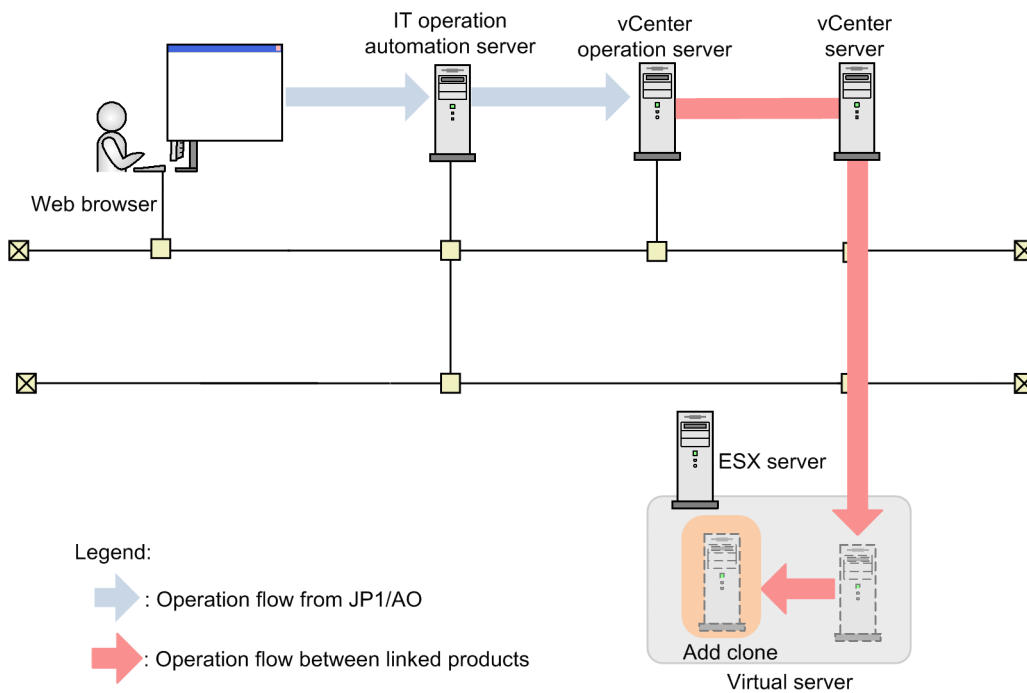 IT operation
automation server
vCenter
operation server
vCenter
server
Web browser
ESX server
Add clone
Virtual server
Legend:
: Operation flow from JP1/AO
: Operation flow between linked products